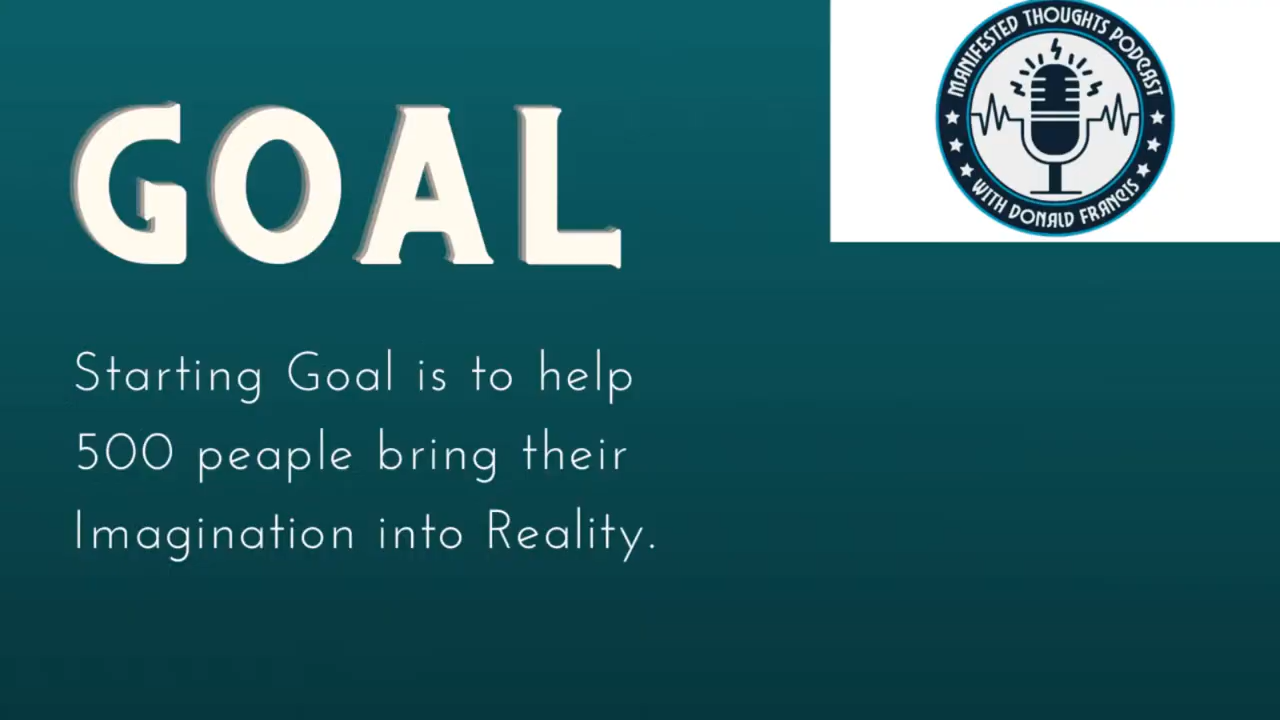 MANIFESTED THOUGHTS PODCAST
WITH DONALD FRANCIS
GOAL
Starting Goal is to help
500 peaple bring their
Imagination into Reality.